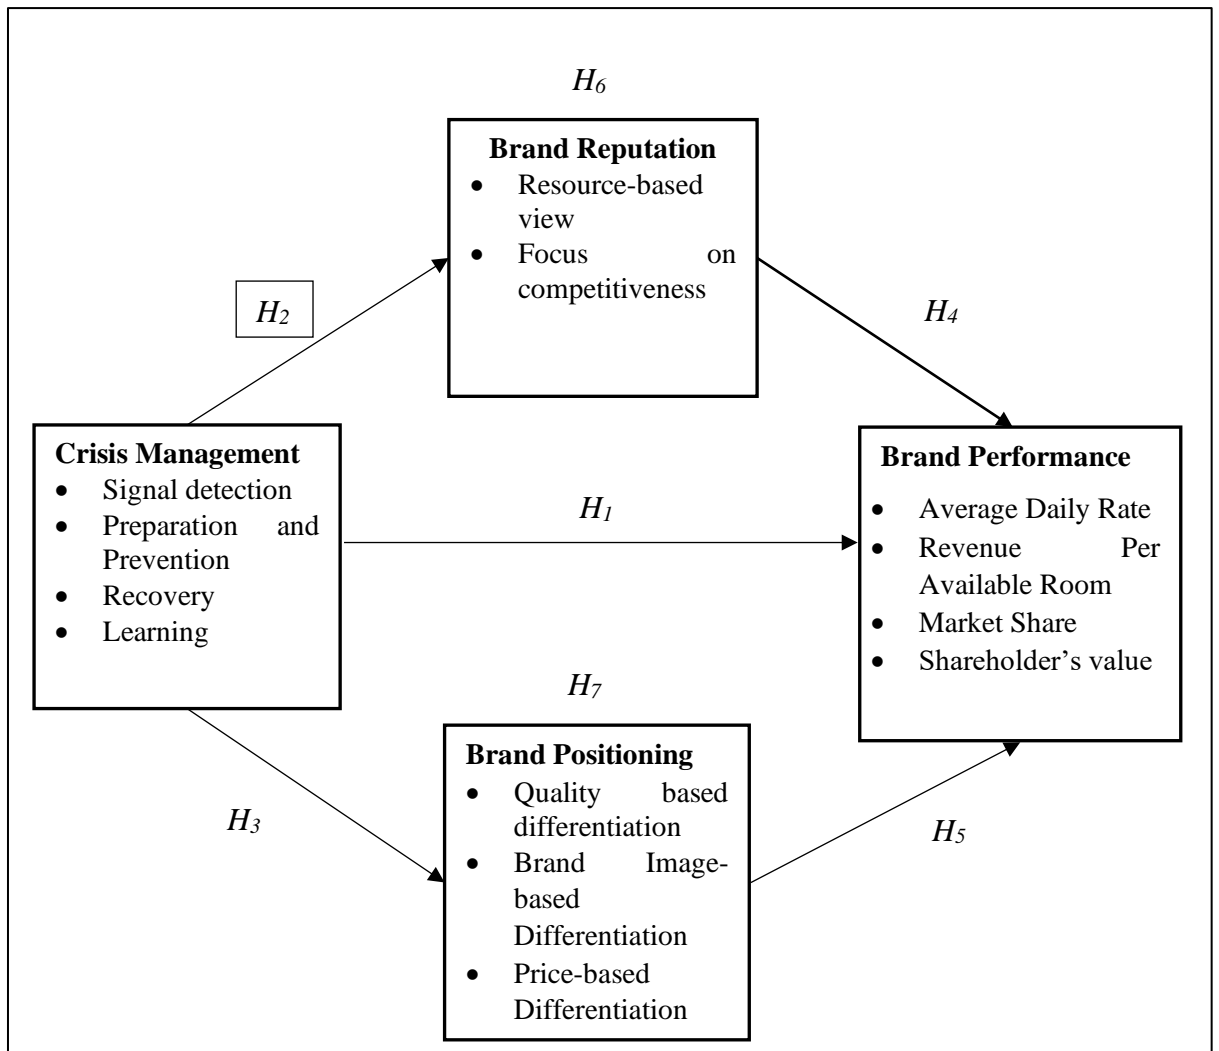 H6
Brand Reputation
• Resource-based
view
• Focus on
competitiveness
H2
H4
Crisis Management
• Signal detection
• Preparation and
Prevention
• Recovery
• Learning
H1
Brand Performance
• Average Daily Rate
• Revenue Per
Available Room
• Market Share
• Shareholder’s value
H7
Brand Positioning
• Quality based
differentiation
• Brand Image-
based
Differentiation
• Price-based
Differentiation
H3
H5